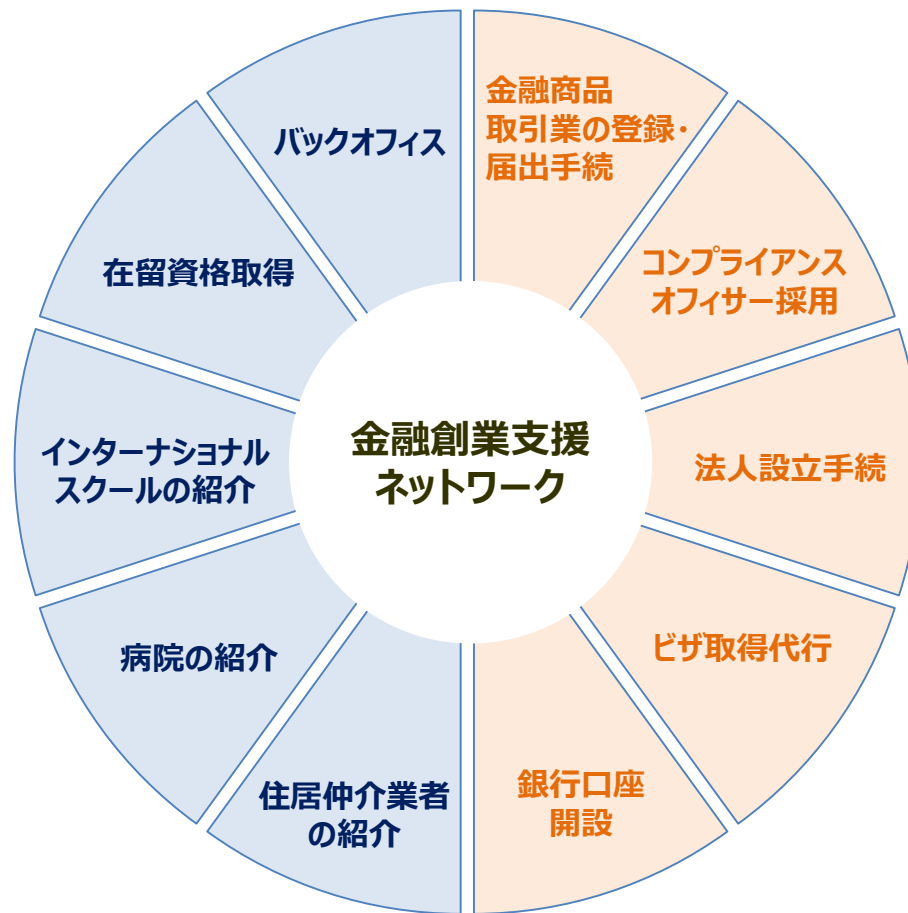 金融商品
取引業の登録・
届出手続
コンプライアンス
オフィサー採用
法人設立手続
ビザ取得代行
銀行口座
開設
住居仲介業者
の紹介
病院の紹介
インターナショナル
スクールの紹介
在留資格取得
バックオフィス
金融創業支援
ネットワーク